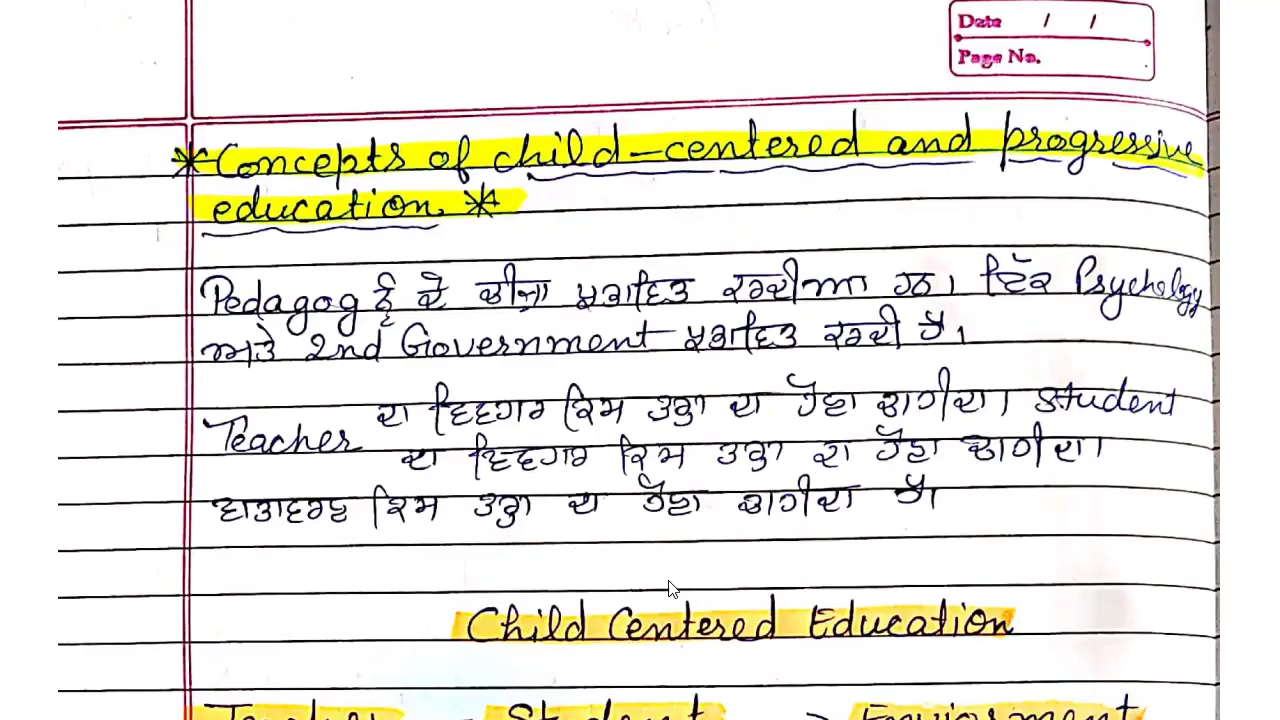 Date / /
Page No.
*Concepts of child-centered and progressive
education. *
Pedagog ਨੂੰ ਦੋ ਚੀਜਾ ਪ੍ਰਭਾਵਿਤ ਕਰਦੀਆ ਹਨ। ਇੱਕ Psychology
ਅਤੇ 2nd Government ਪ੍ਰਭਾਵਿਤ ਕਰਦੀ ਹੈ।
Teacher ਦਾ ਵਿਵਹਾਰ ਕਿਸ ਤਰ੍ਹਾ ਦਾ ਹੋਣਾ ਚਾਹੀਦਾ। Student
ਦਾ ਵਿਵਹਾਰ ਕਿਸ ਤਰ੍ਹਾ ਦਾ ਹੋਣਾ ਚਾਹੀਦਾ।
ਵਾਤਾਵਰਣ ਕਿਸ ਤਰ੍ਹਾ ਦਾ ਹੋਣਾ ਚਾਹੀਦਾ ਹੈ।
Child Centered Education